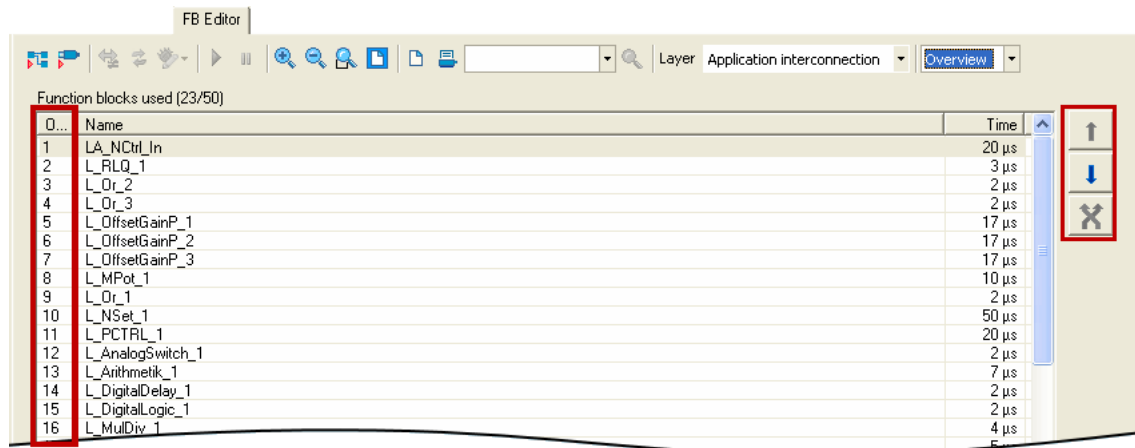 FB Editor
Layer Application interconnection Overview
Function blocks used (23/50)
O... Name Time
1 LA_NCtrl_In 20 µs
2 L_RLQ_1 3 µs
3 L_Or_2 2 µs
4 L_Or_3 2 µs
5 L_OffsetGainP_1 17 µs
6 L_OffsetGainP_2 17 µs
7 L_OffsetGainP_3 17 µs
8 L_MPot_1 10 µs
9 L_Or_1 2 µs
10 L_NSet_1 50 µs
11 L_PCTRL_1 20 µs
12 L_AnalogSwitch_1 2 µs
13 L_Arithmetik_1 7 µs
14 L_DigitalDelay_1 2 µs
15 L_DigitalLogic_1 2 µs
16 L_MulDiv_1 4 µs